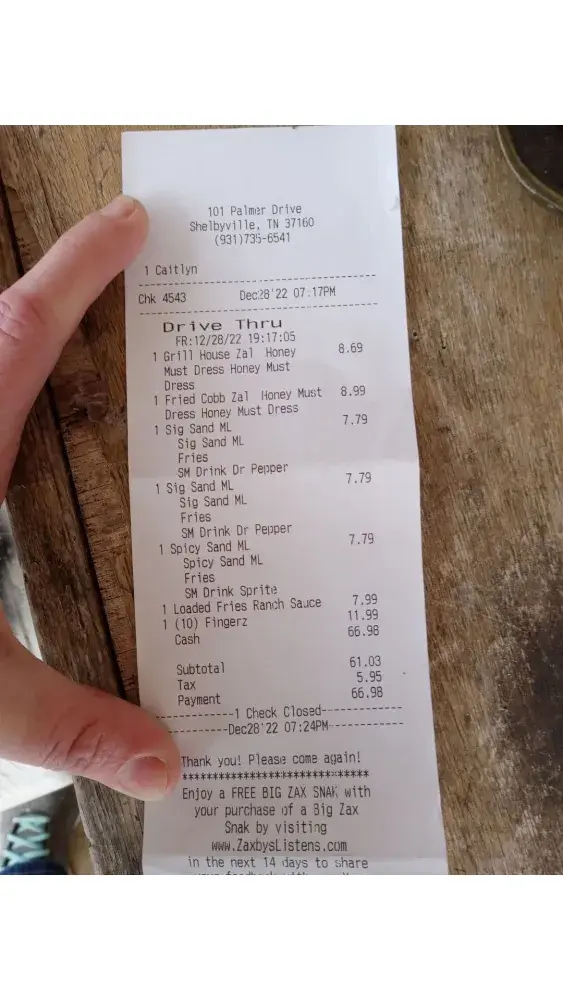 101 Palmer Drive
Shelbyville, TN 37160
(931)735-6541
1 Caitlyn
--------------------------------
Chk 4543 Dec28'22 07:17PM
--------------------------------
Drive Thru
FR:12/28/22 19:17:05
1 Grill House Zal Honey 8.69
Must Dress Honey Must
Dress
1 Fried Cobb Zal Honey Must 8.99
Dress Honey Must Dress
1 Sig Sand ML 7.79
Sig Sand ML
Fries
SM Drink Dr Pepper
1 Sig Sand ML 7.79
Sig Sand ML
Fries
SM Drink Dr Pepper
1 Spicy Sand ML 7.79
Spicy Sand ML
Fries
SM Drink Sprite
1 Loaded Fries Ranch Sauce 7.99
1 (10) Fingerz 11.99
Cash 66.98
Subtotal 61.03
Tax 5.95
Payment 66.98
----------1 Check Closed----------
----------Dec28'22 07:24PM-----------
Thank you! Please come again!
********************************
Enjoy a FREE BIG ZAX SNAK with
your purchase of a Big Zax
Snak by visiting
www.ZaxbysListens.com
in the next 14 days to share